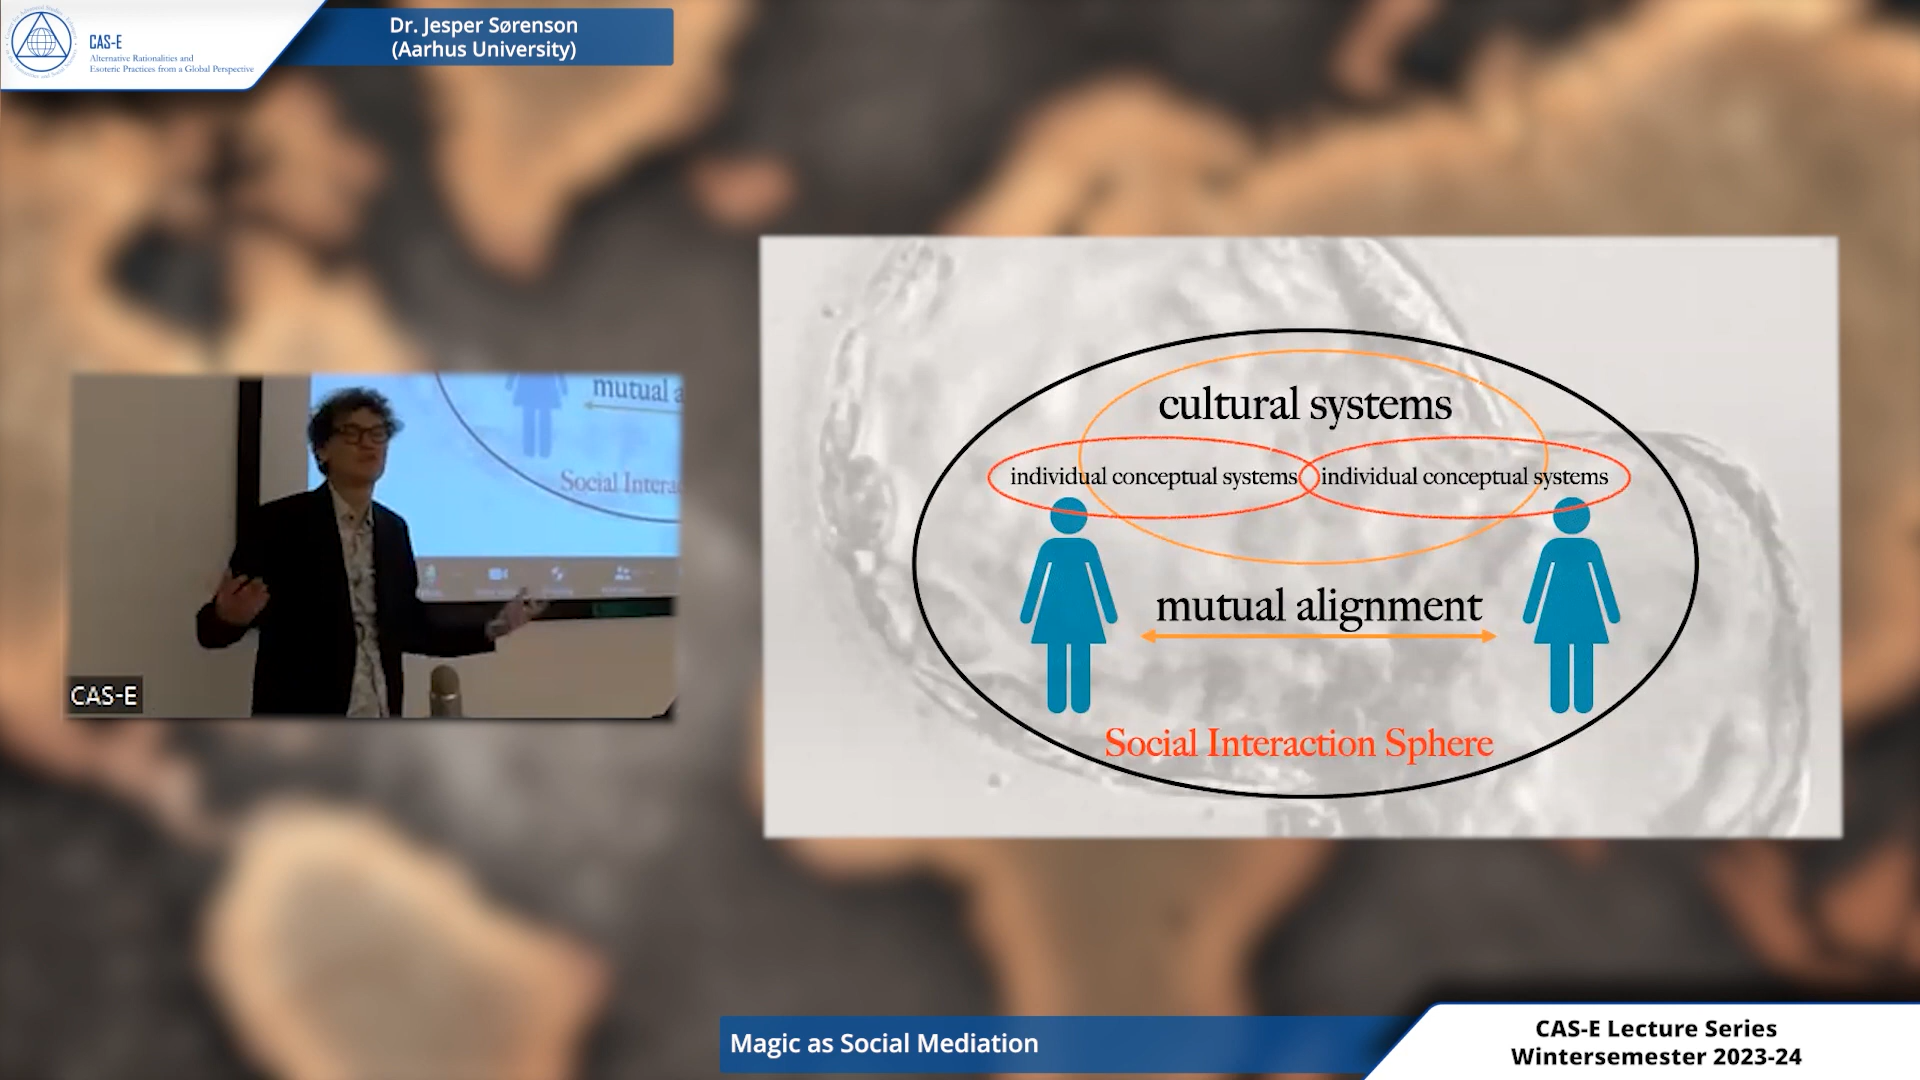 CAS-E
Alternative Rationalities and
Esoteric Practices from a Global Perspective
Dr. Jesper Sørenson
(Aarhus University)
mutual a
Social Intera
CAS-E
cultural systems
individual conceptual systems
individual conceptual systems
mutual alignment
Social Interaction Sphere
Magic as Social Mediation
CAS-E Lecture Series
Wintersemester 2023-24